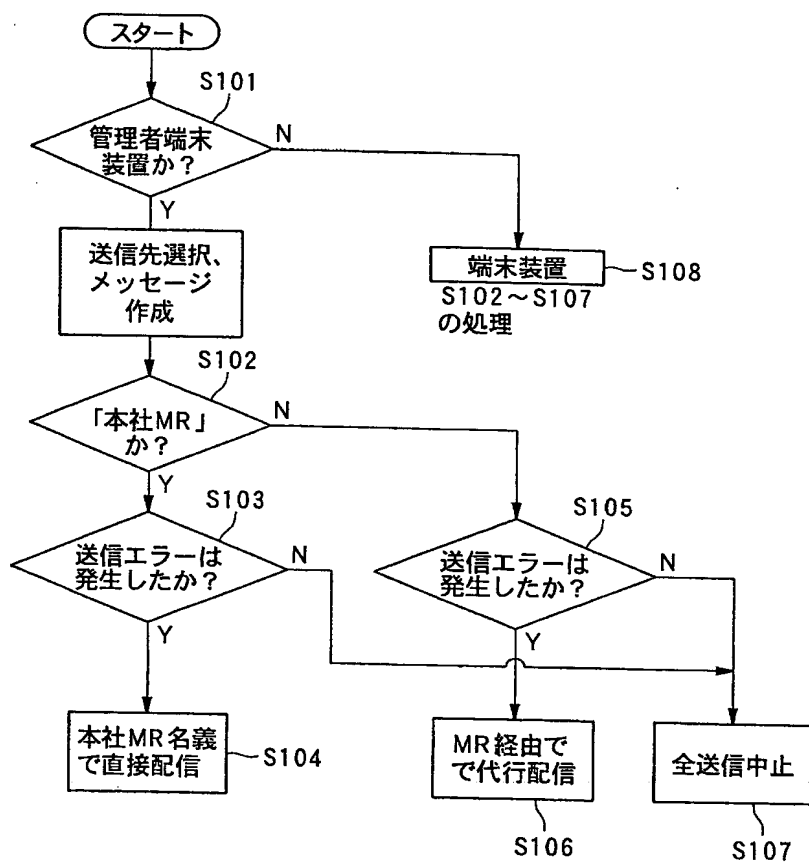 スタート
S101
管理者端末
装置か?
N
Y
送信先選択、
メッセージ
作成
端末装置
S108
S102～S107
の処理
S102
「本社MR」
か?
N
Y
S103
送信エラーは
発生したか?
N
Y
S105
送信エラーは
発生したか?
N
Y
本社MR名義
で直接配信
S104
MR経由で
で代行配信
S106
全送信中止
S107